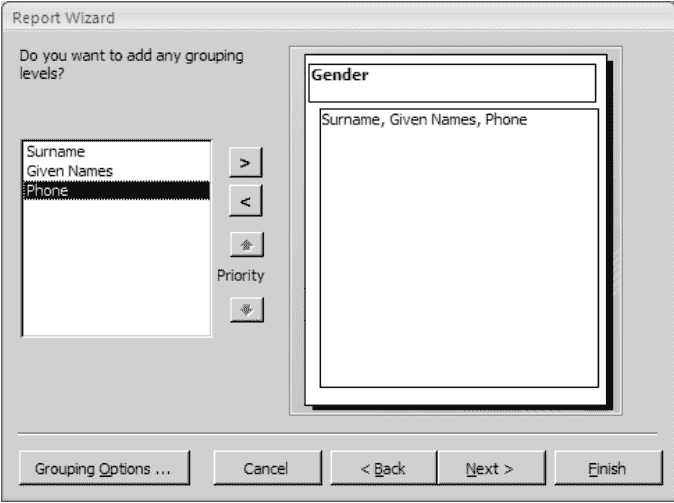 Report Wizard
Do you want to add any grouping
levels?
Surname
Given Names
Phone
>
<
Priority
Gender
Surname, Given Names, Phone
Grouping Options ...
Cancel
< Back
Next >
Finish